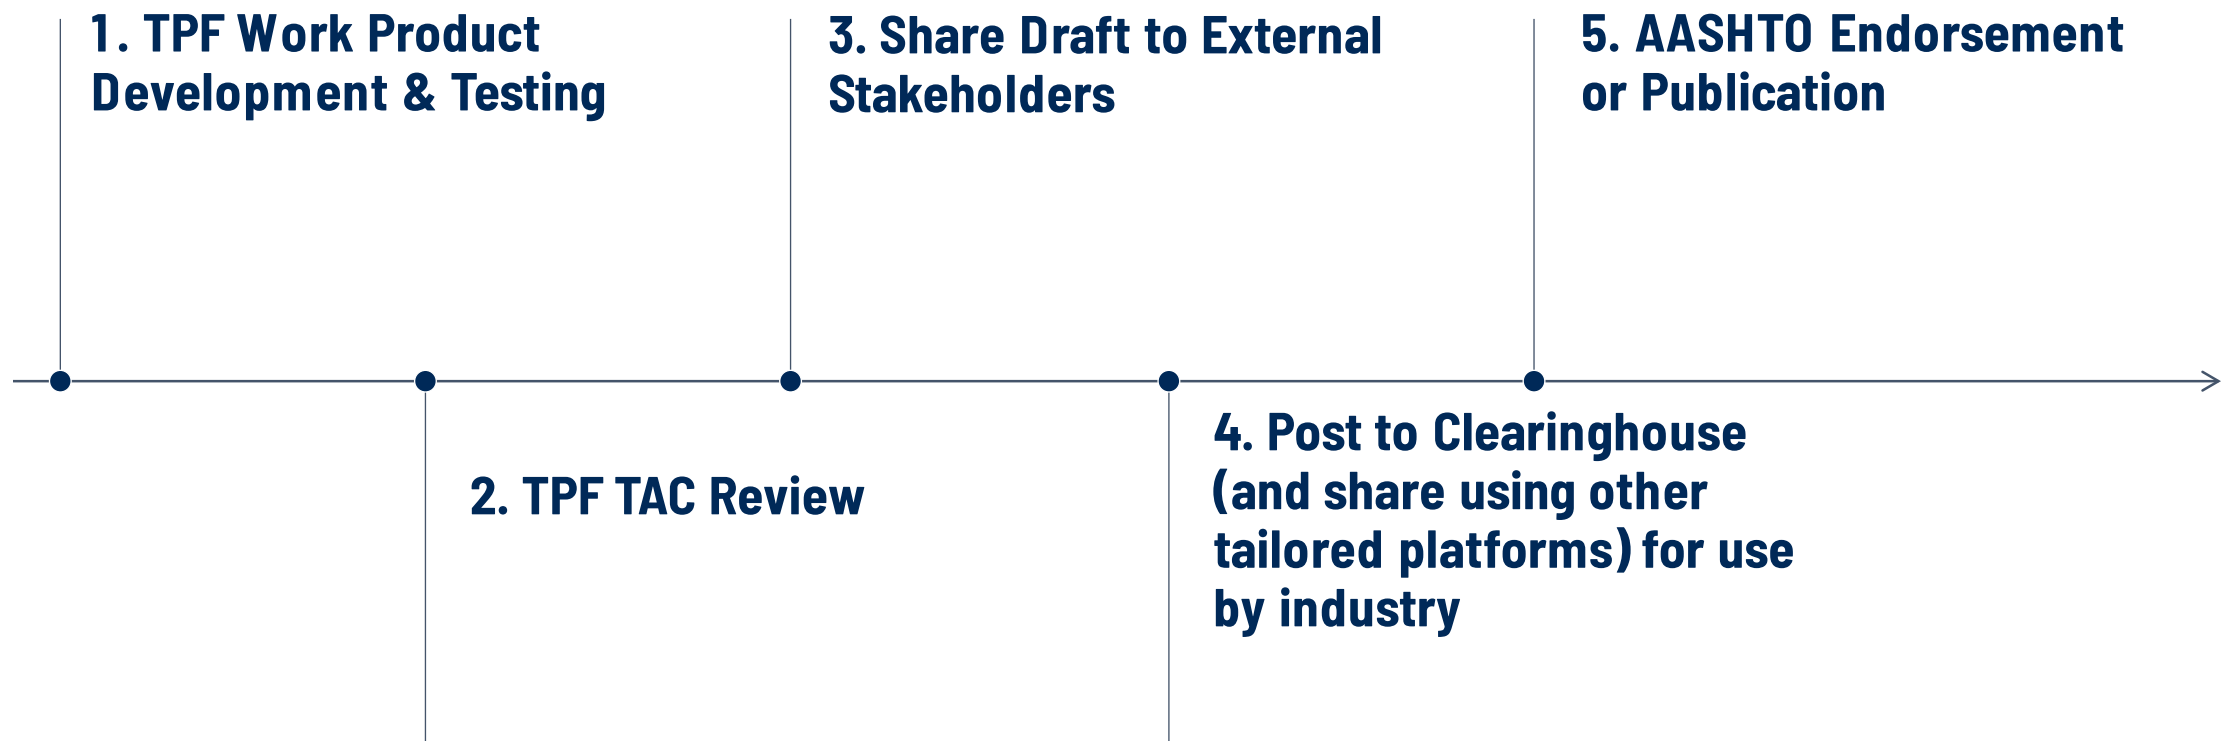 1. TPF Work Product
Development & Testing
2. TPF TAC Review
3. Share Draft to External
Stakeholders
4. Post to Clearinghouse
(and share using other
tailored platforms) for use
by industry
5. AASHTO Endorsement
or Publication